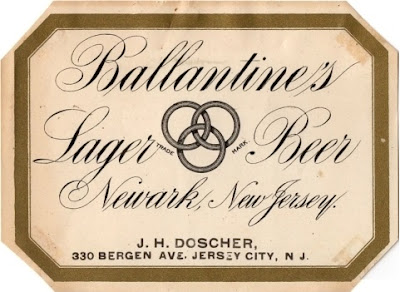 Ballantine's
Lager TRADE MARK. Beer
Newark, New Jersey.
J. H. DOSCHER,
330 BERGEN AVE. JERSEY CITY, N J.